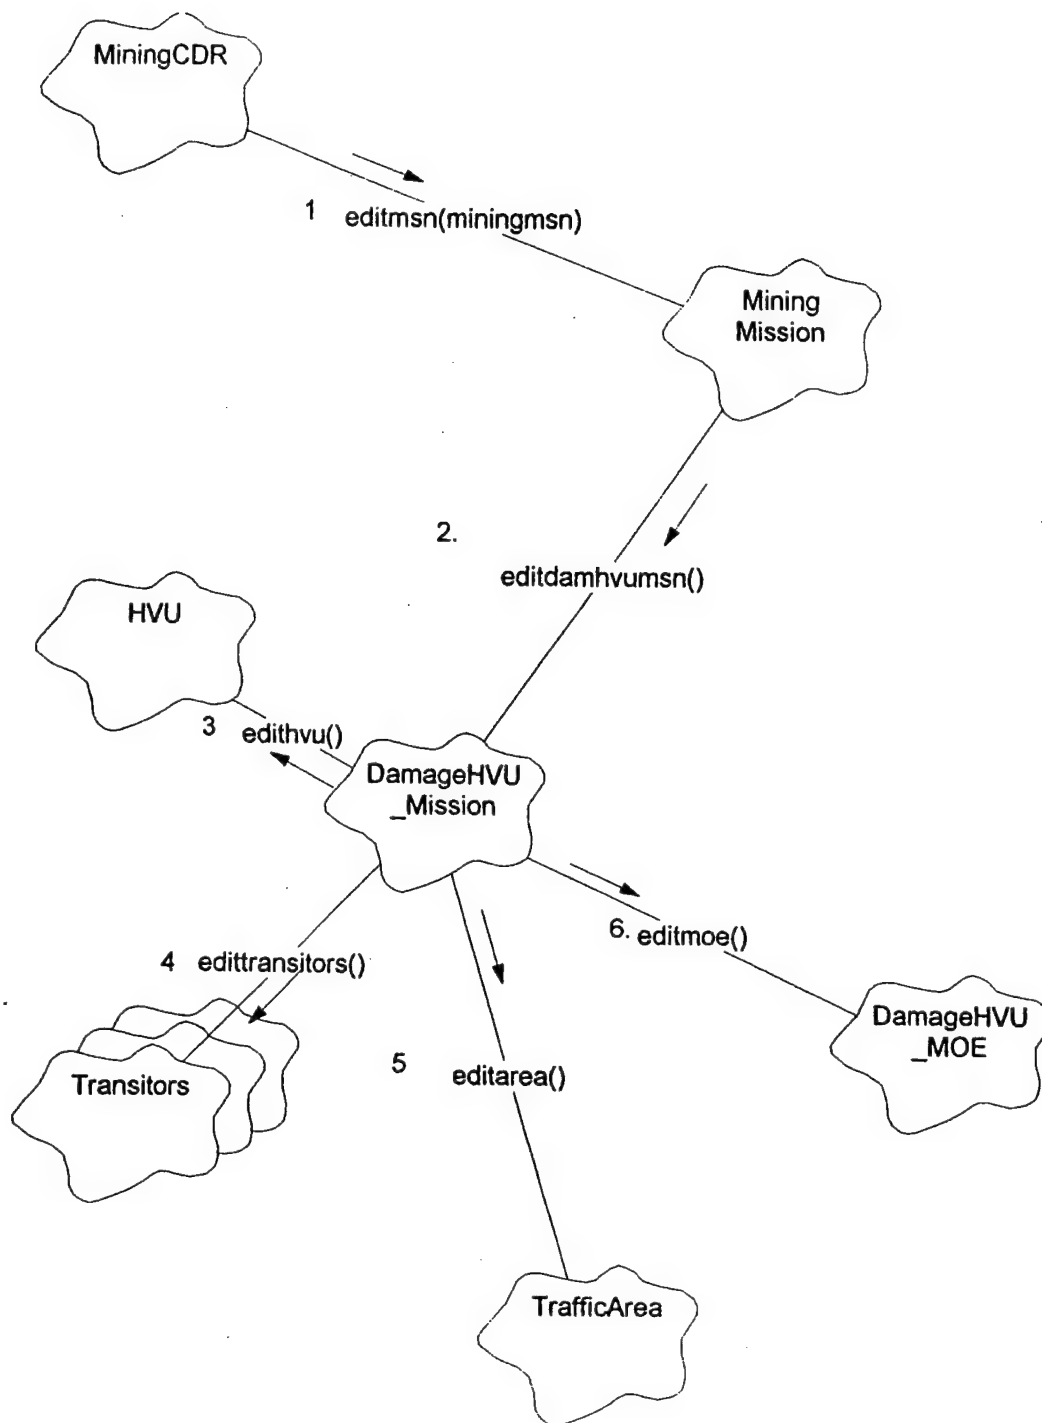 MiningCDR
1 editmsn(miningmsn)
Mining
Mission
2.
editdamhvumsn()
HVU
3 edithvu()
DamageHVU
_Mission
6. editmoe()
4 edittransitors()
DamageHVU
_MOE
5 editarea()
Transitors
TrafficArea